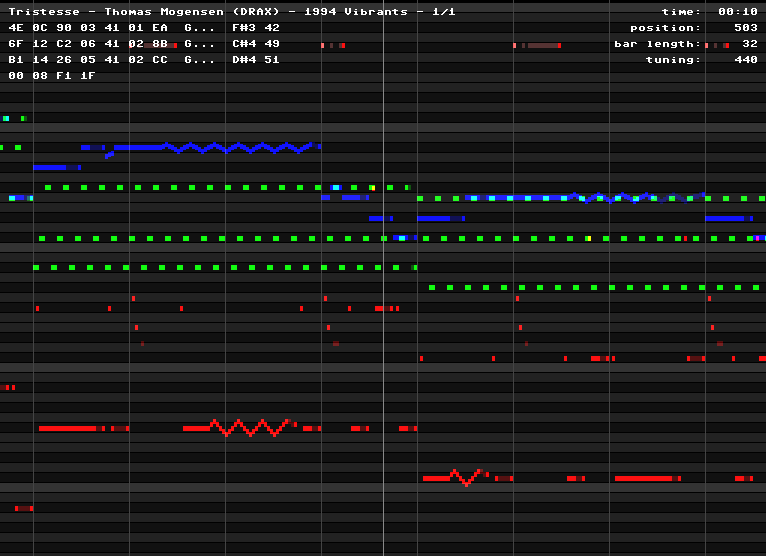 Tristesse - Thomas Mogensen (DRAX) - 1994 Vibrants - 1/1 time: 00:10
4E 0C 90 03 41 01 EA G... F#3 42 position: 503
6F 12 C2 06 41 02 8B G... C#4 49 bar length: 32
B1 14 26 05 41 02 CC G... D#4 51 tuning: 440
00 08 F1 1F